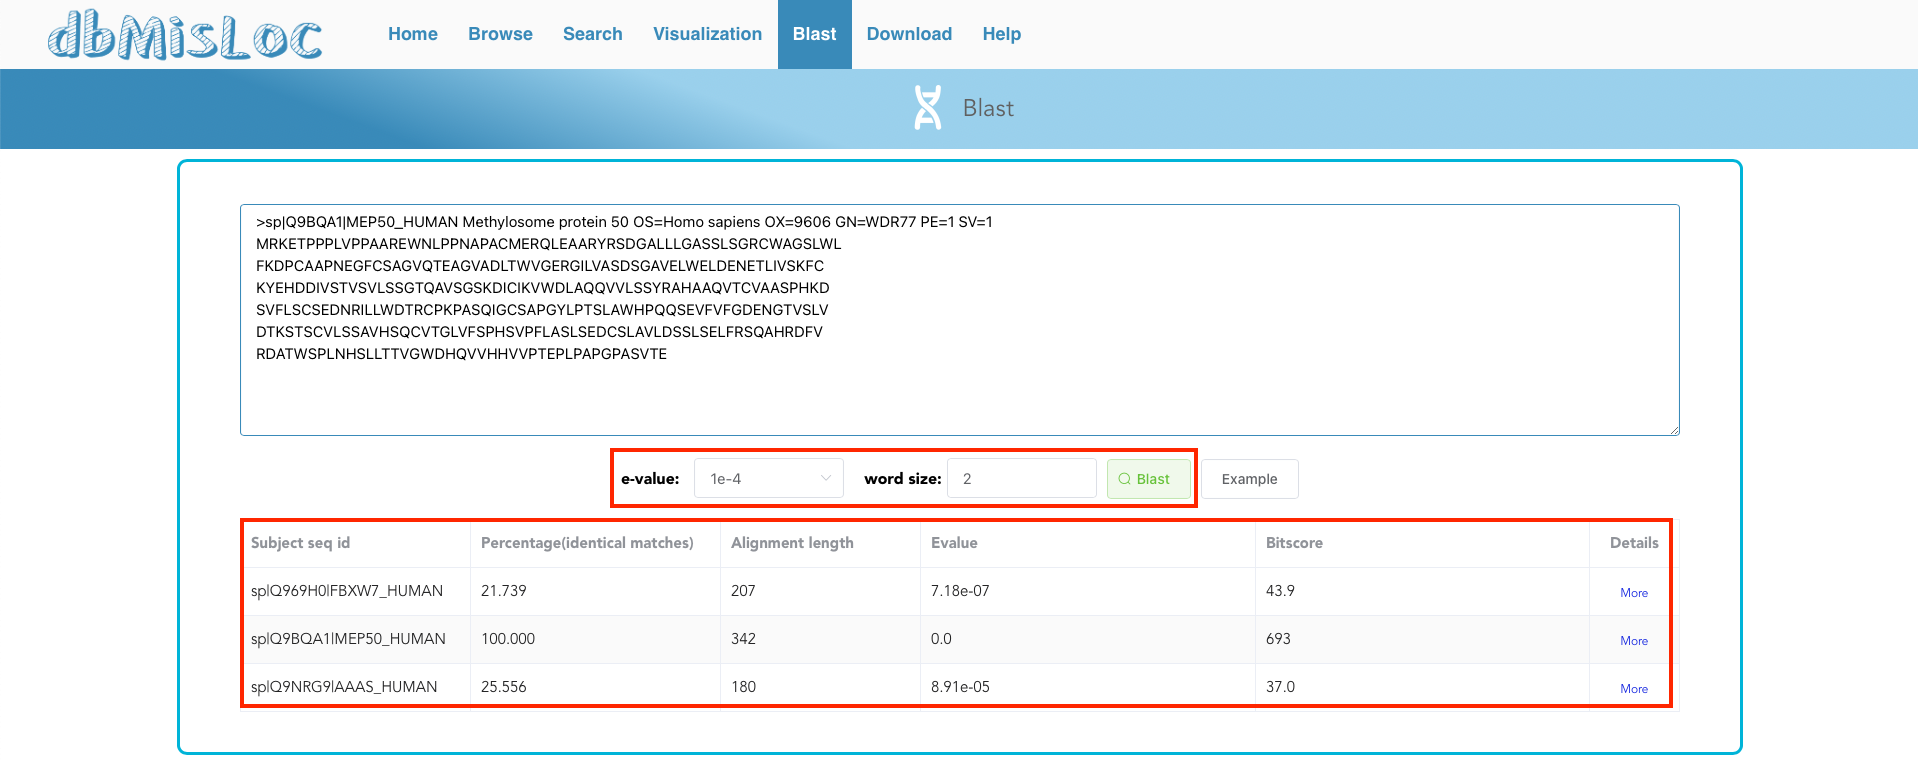 dbMisLoc Home Browse Search Visualization Blast Download Help
Blast
>sp|Q9BQA1|MEP50_HUMAN Methylosome protein 50 OS=Homo sapiens OX=9606 GN=WDR77 PE=1 SV=1
MRKETPPPLVPPAAREWNLPPNAPACMERQLEAARYRSDGALLLGASSLSGRCWAGSLWL
FKDPCAAPNEGFCSAGVQTEAGVADLTWVGERGILVASDSGAVELWELDENETLIVSKFC
KYEHDDIVSTVSVLSSGTQAVSGSKDICIKVWDLAQQVVLSSYRAHAAQVTCVAASPHKD
SVFLSCSEDNRILLWDTRCPKPASQIGCSAPGYLPTSLAWHPQQSEVFVFGDENGTVSLV
DTKSTSCVLSSAVHSQCVTGLVFSPHSVPFLASLSEDCSLAVLDSSLSELFRSQAHRDFV
RDATWSPLNHSLLTTVGWDHQVVHHVVPTEPLPAPGPASVTE
e-value: 1e-4 word size: 2 Blast Example
Subject seq id Percentage(identical matches) Alignment length Evalue Bitscore Details
sp|Q969H0|FBXW7_HUMAN 21.739 207 7.18e-07 43.9 More
sp|Q9BQA1|MEP50_HUMAN 100.000 342 0.0 693 More
sp|Q9NRG9|AAAS_HUMAN 25.556 180 8.91e-05 37.0 More